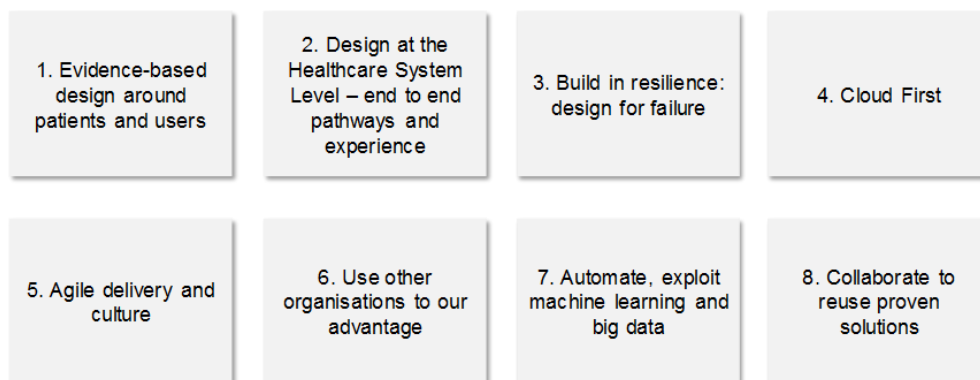 1. Evidence-based
design around
patients and users
2. Design at the
Healthcare System
Level – end to end
pathways and
experience
3. Build in resilience:
design for failure
4. Cloud First
5. Agile delivery and
culture
6. Use other
organisations to our
advantage
7. Automate, exploit
machine learning and
big data
8. Collaborate to
reuse proven
solutions